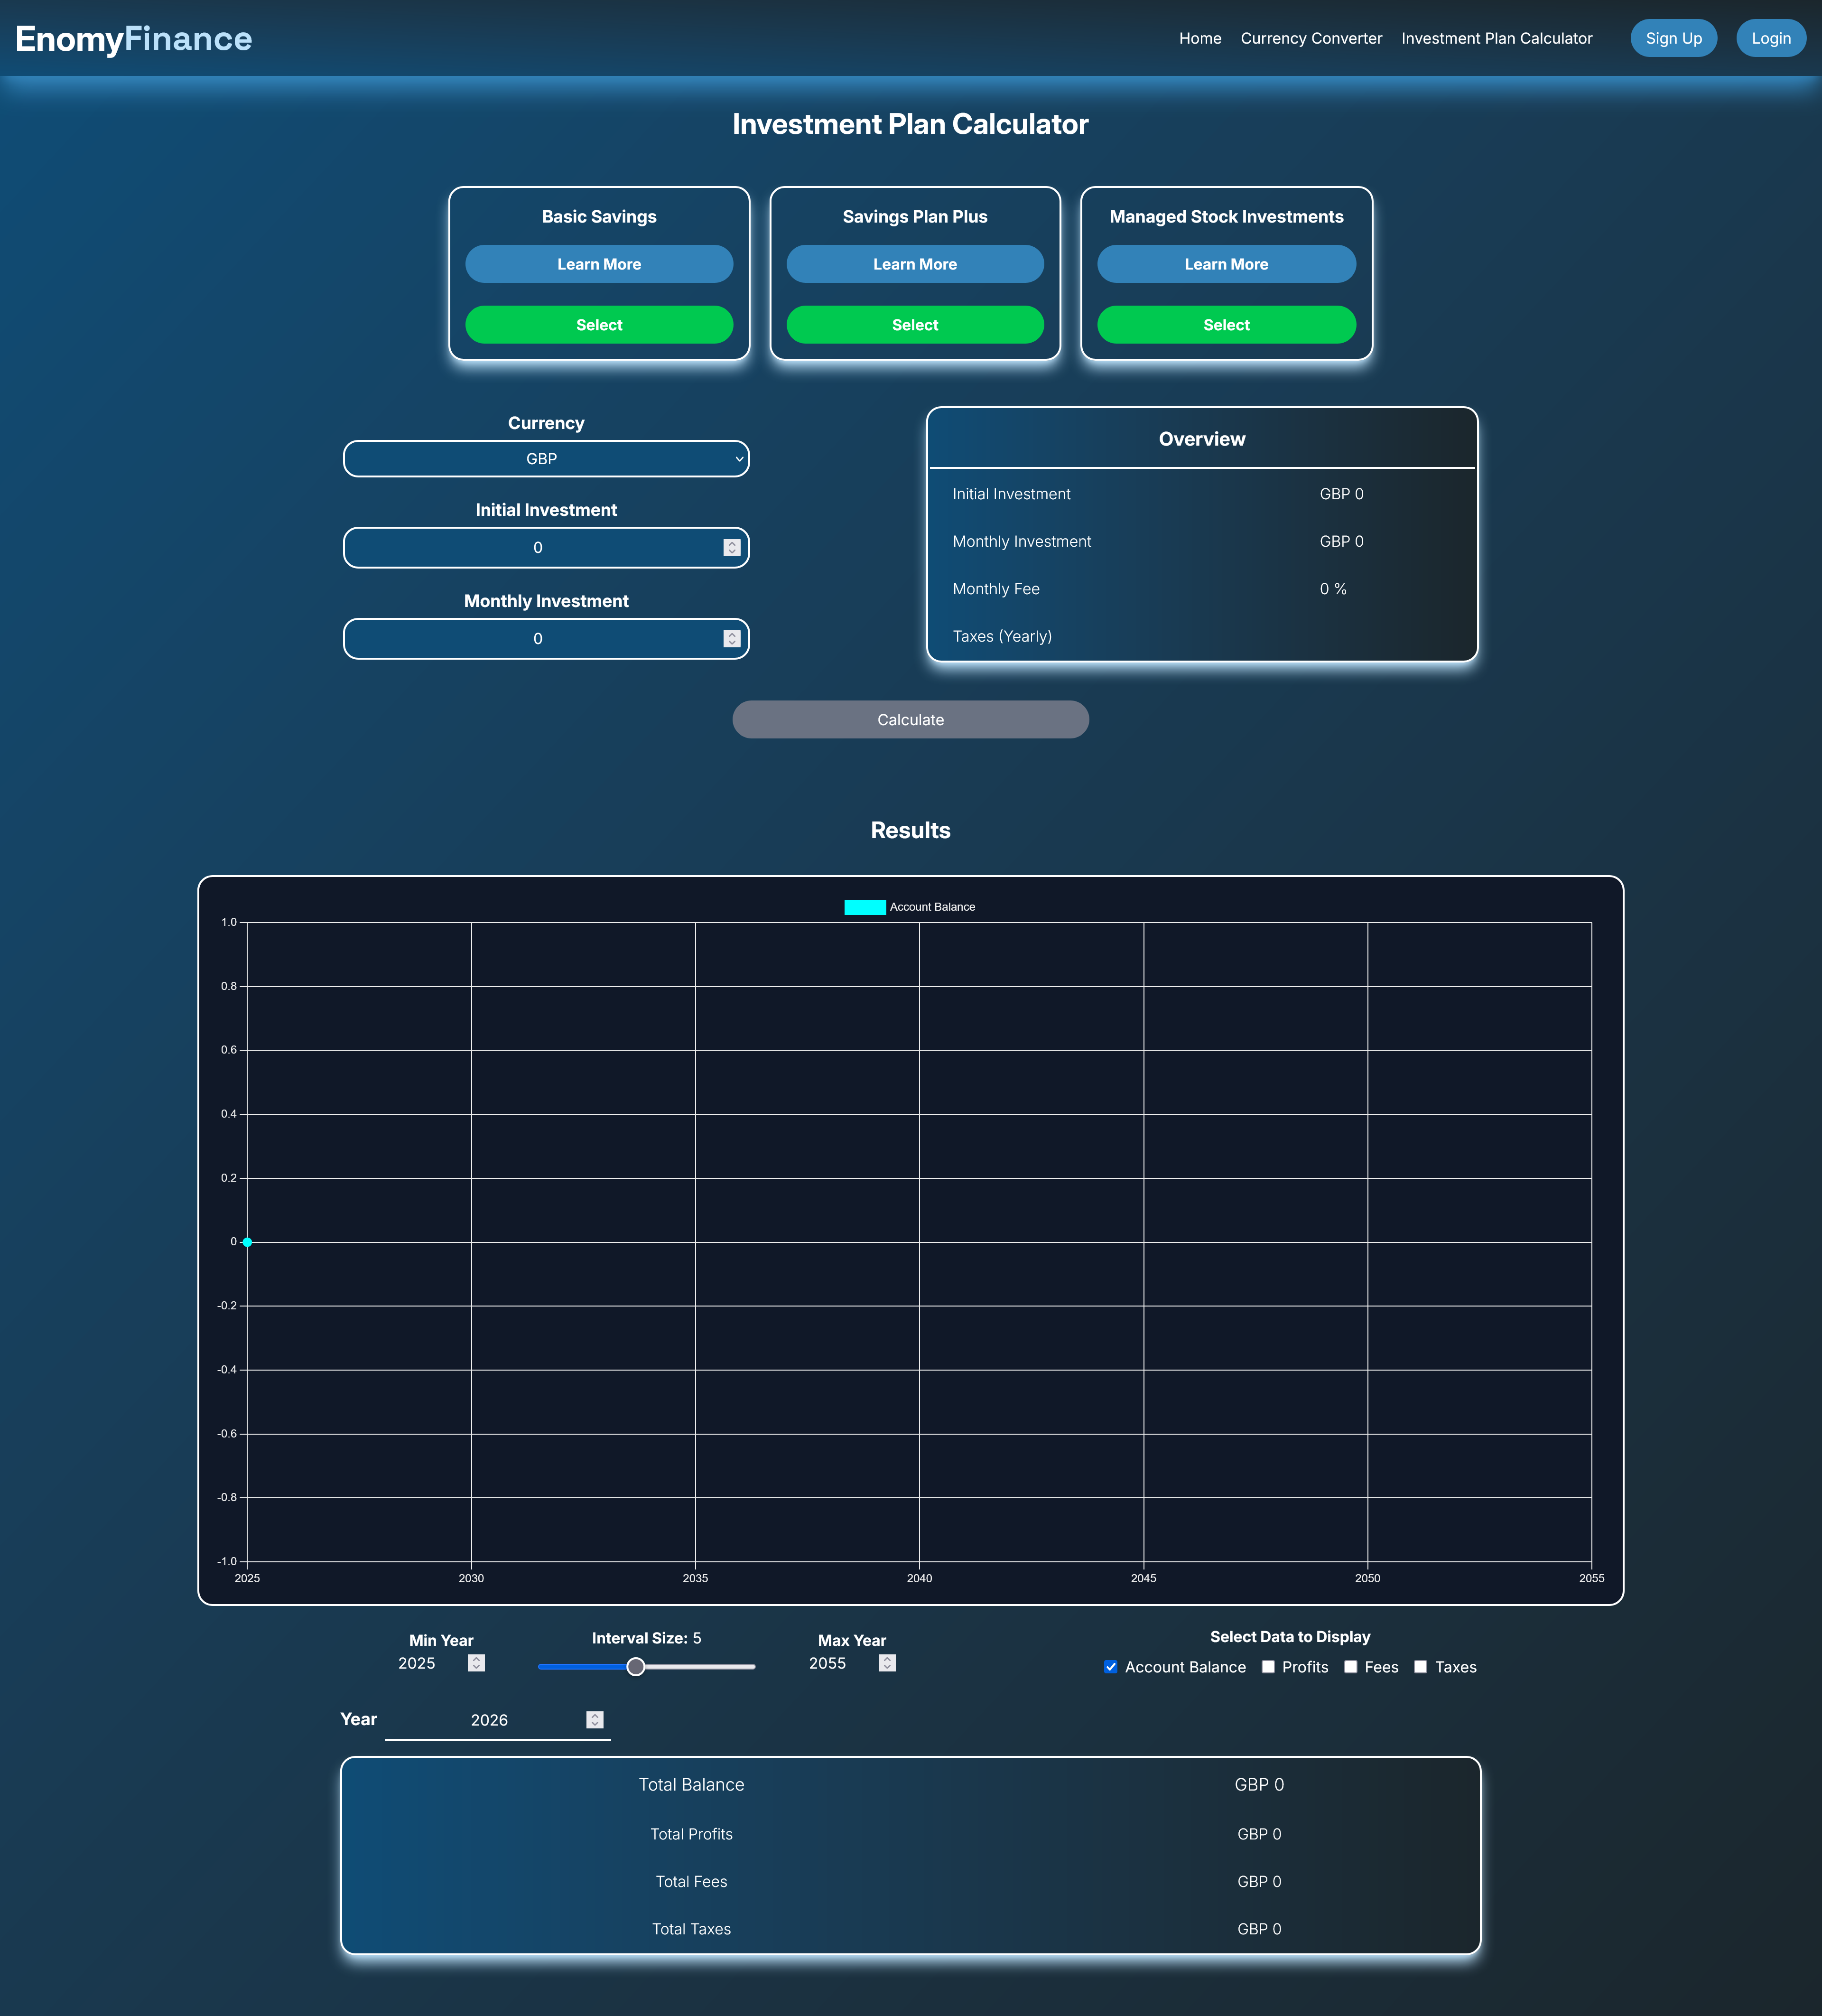 EnomyFinance
Home Currency Converter Investment Plan Calculator Sign Up Login
Investment Plan Calculator
Basic Savings Savings Plan Plus Managed Stock Investments
Learn More Learn More Learn More
Select Select Select
Currency
GBP
Initial Investment
0
Monthly Investment
0
Overview
Initial Investment GBP 0
Monthly Investment GBP 0
Monthly Fee 0 %
Taxes (Yearly)
Calculate
Results
Account Balance
1.0
0.8
0.6
0.4
0.2
0
-0.2
-0.4
-0.6
-0.8
-1.0
2025 2030 2035 2040 2045 2050 2055
Min Year Interval Size: 5 Max Year
2025 2055
Select Data to Display
Account Balance Profits Fees Taxes
Year 2026
Total Balance GBP 0
Total Profits GBP 0
Total Fees GBP 0
Total Taxes GBP 0